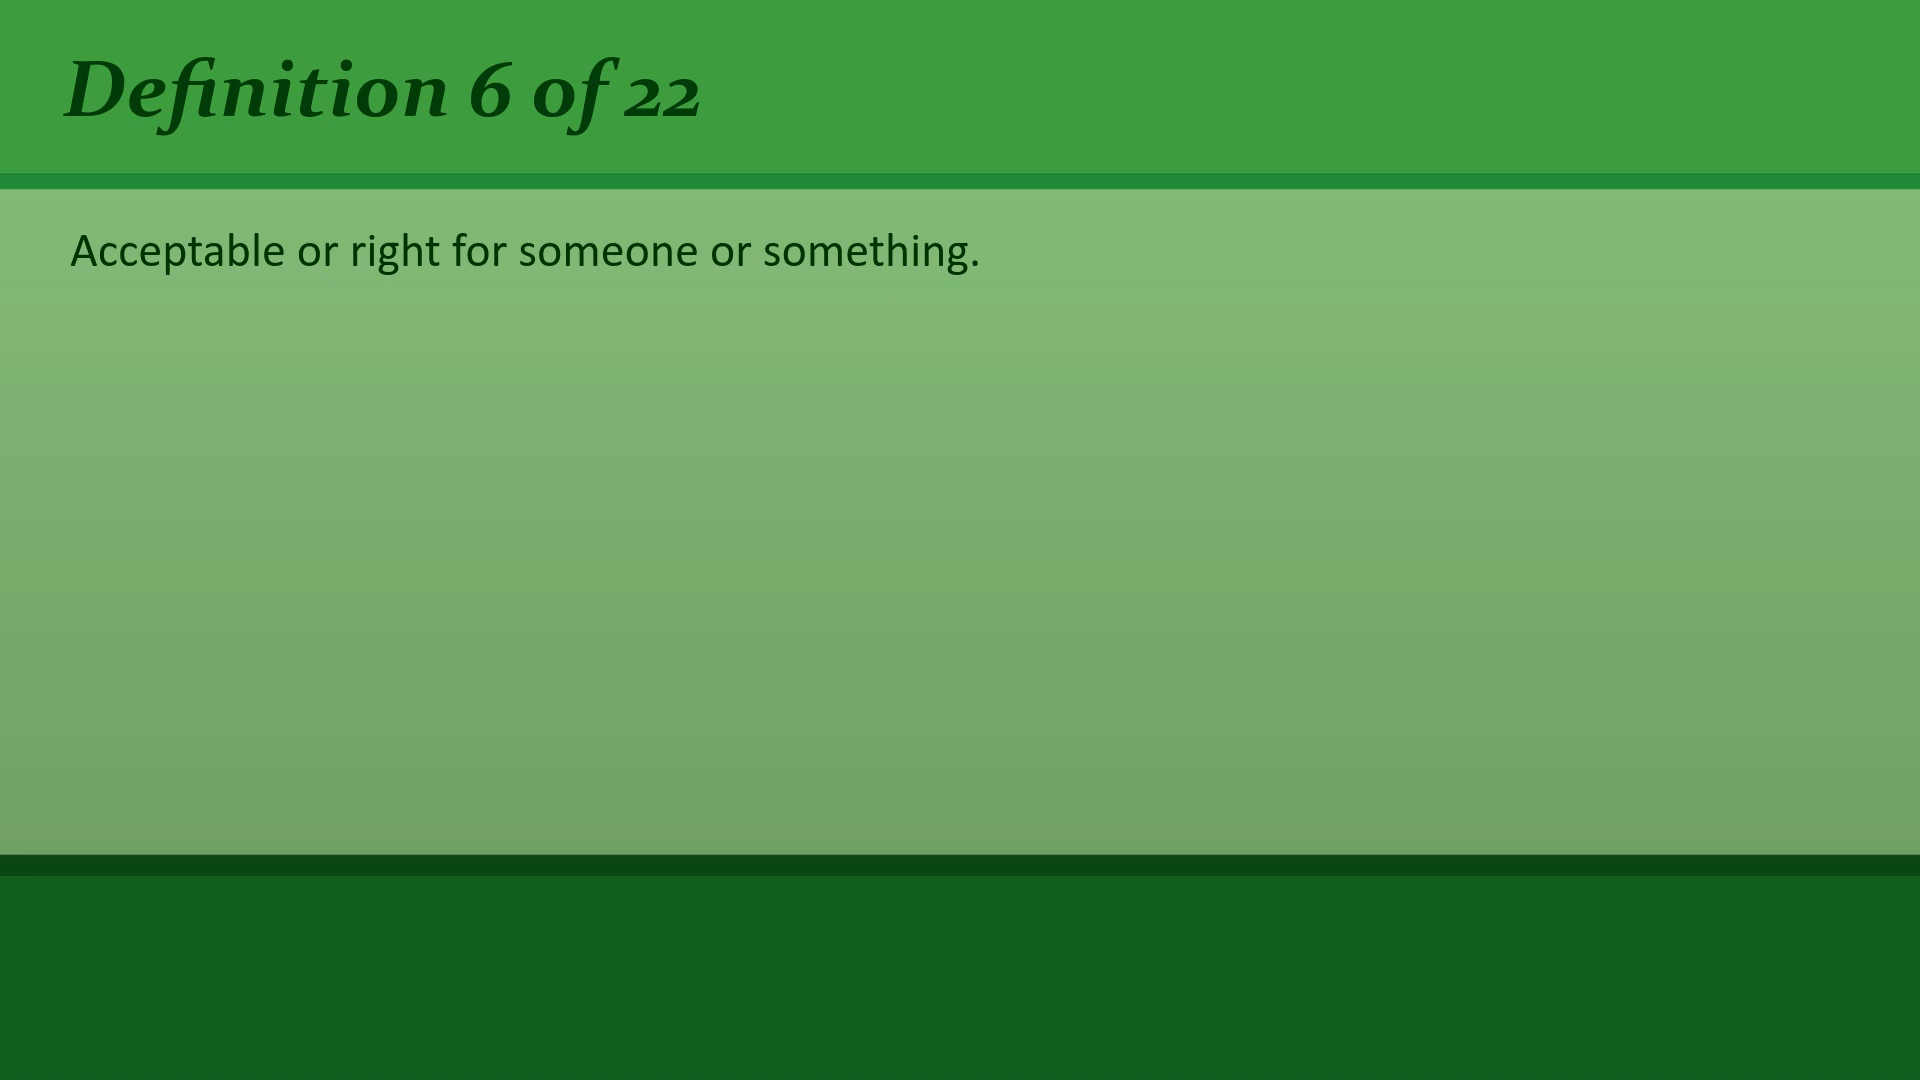 Definition 6 of 22
Acceptable or right for someone or something.